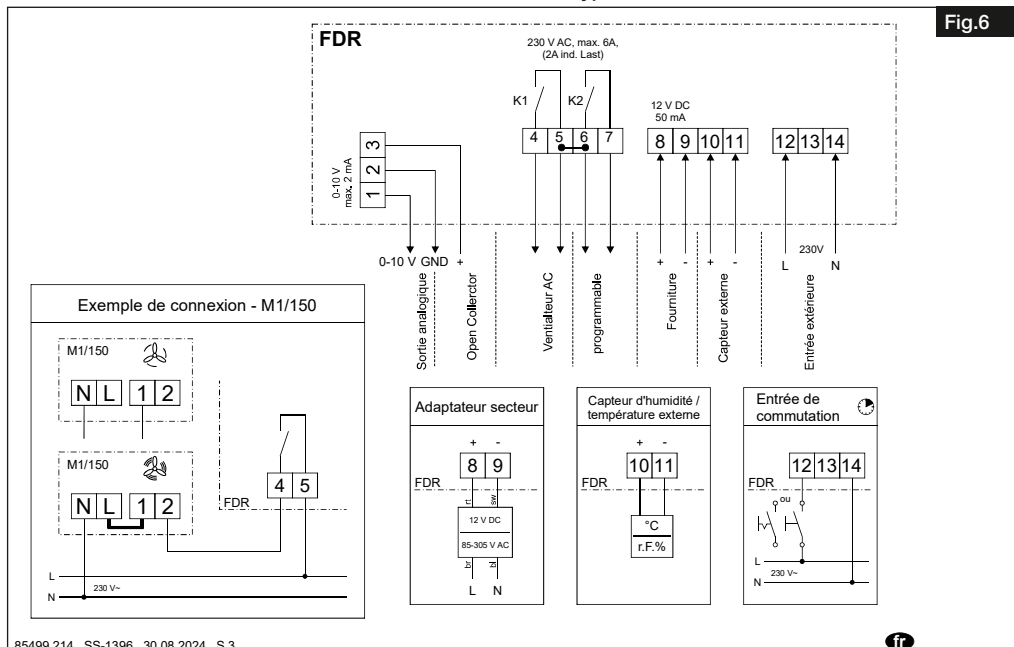 Fig.6
FDR
230 V AC, max. 6A,
(2A ind. Last)
K1
K2
12 V DC
50 mA
0-10 V
max. 2 mA
3
2
1
4 5 6 7
8 9 10 11
12 13 14
0-10 V GND +
+ - + -
230V
L N
Sortie analogique
Open Collerctor
Ventialteur AC
programmable
Fourniture
Capteur externe
Entrée extérieure
Exemple de connexion - M1/150
M1/150
N L 1 2
M1/150
N L 1 2
4 5
FDR
L
230 V~
N
Adaptateur secteur
+ -
8 9
FDR
rt sw
12 V DC
85-305 V AC
br bl
L N
Capteur d'humidité /
température externe
+ -
10 11
FDR
°C
r.F.%
Entrée de
commutation
12 13 14
FDR
ou
L
230 V~
N
85499.214 SS-1396 30.08.2024 S.3
fr